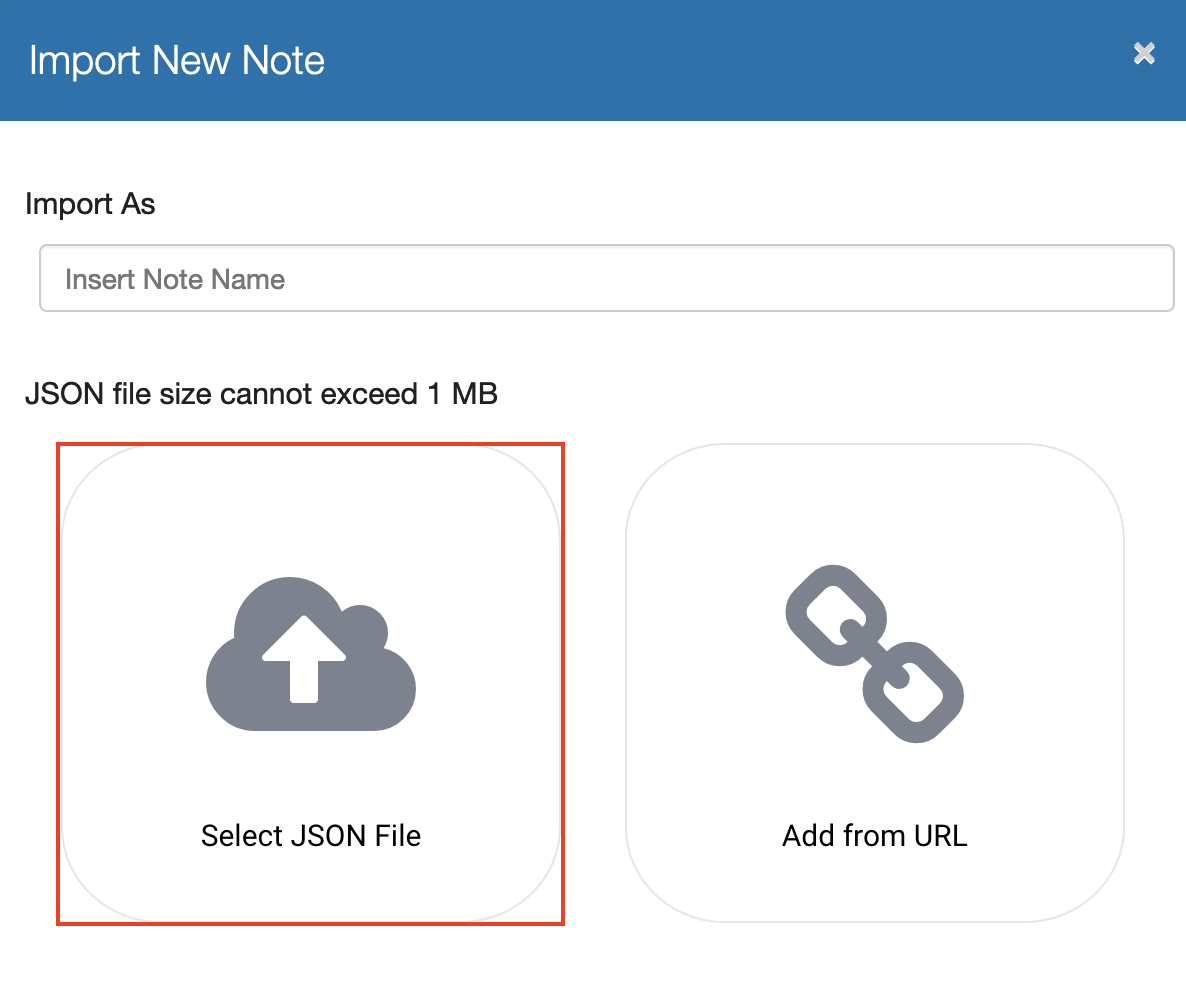 Import New Note
Import As
Insert Note Name
JSON file size cannot exceed 1 MB
Select JSON File
Add from URL